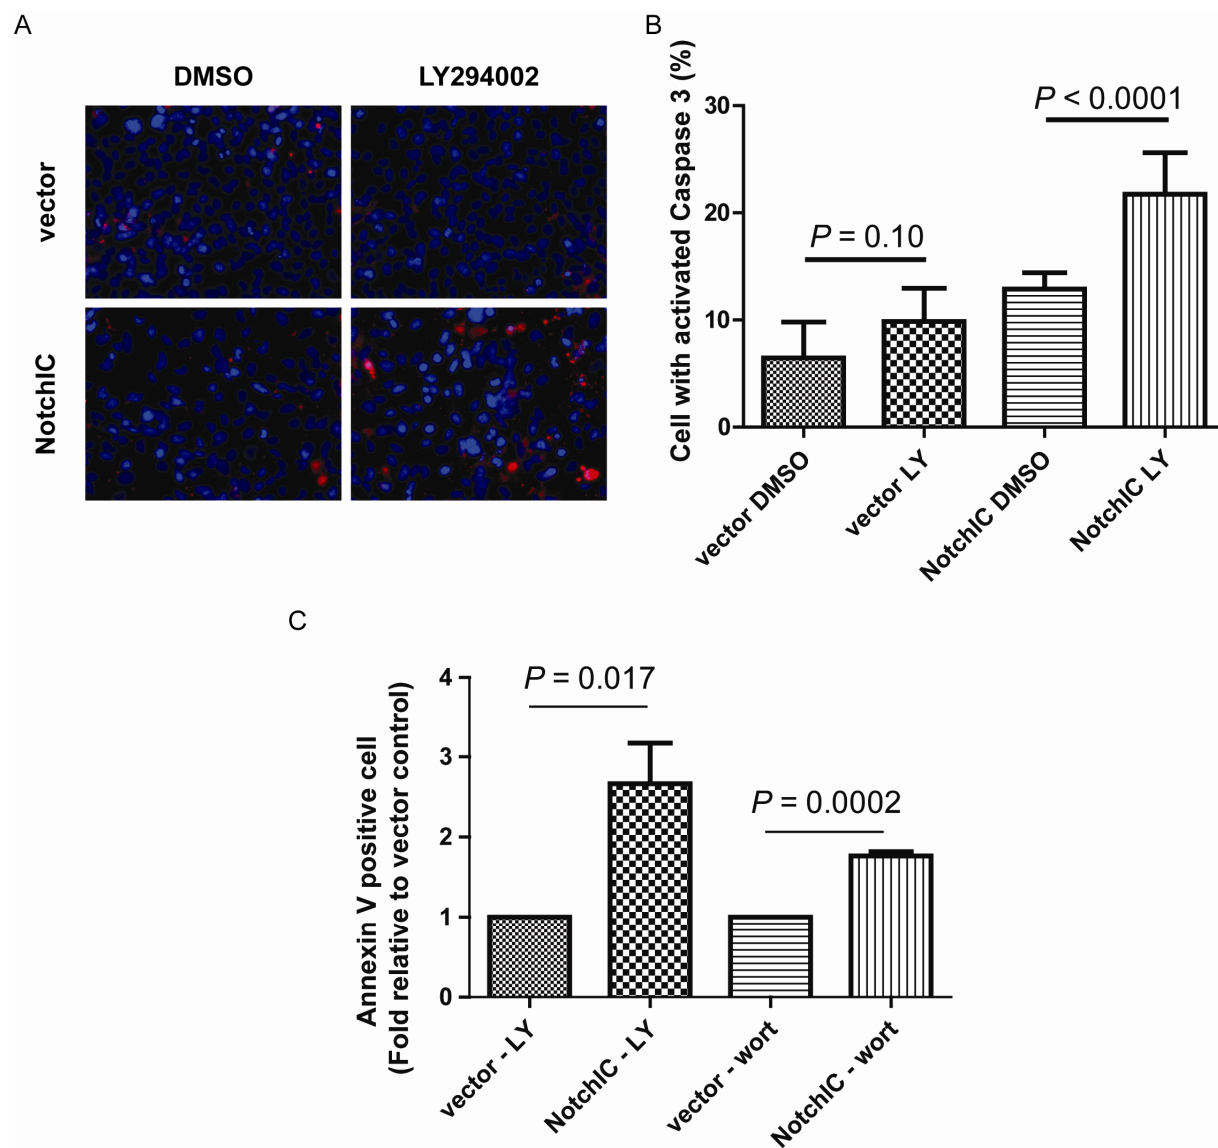 A
DMSO
LY294002
vector
NotchIC
B
Cell with activated Caspase 3 (%)
30
20
10
0
P = 0.10
P < 0.0001
vector DMSO
vector LY
NotchIC DMSO
NotchIC LY
C
Annexin V positive cell
(Fold relative to vector control)
4
3
2
1
0
P = 0.017
P = 0.0002
vector - LY
NotchIC - LY
vector - wort
NotchIC - wort